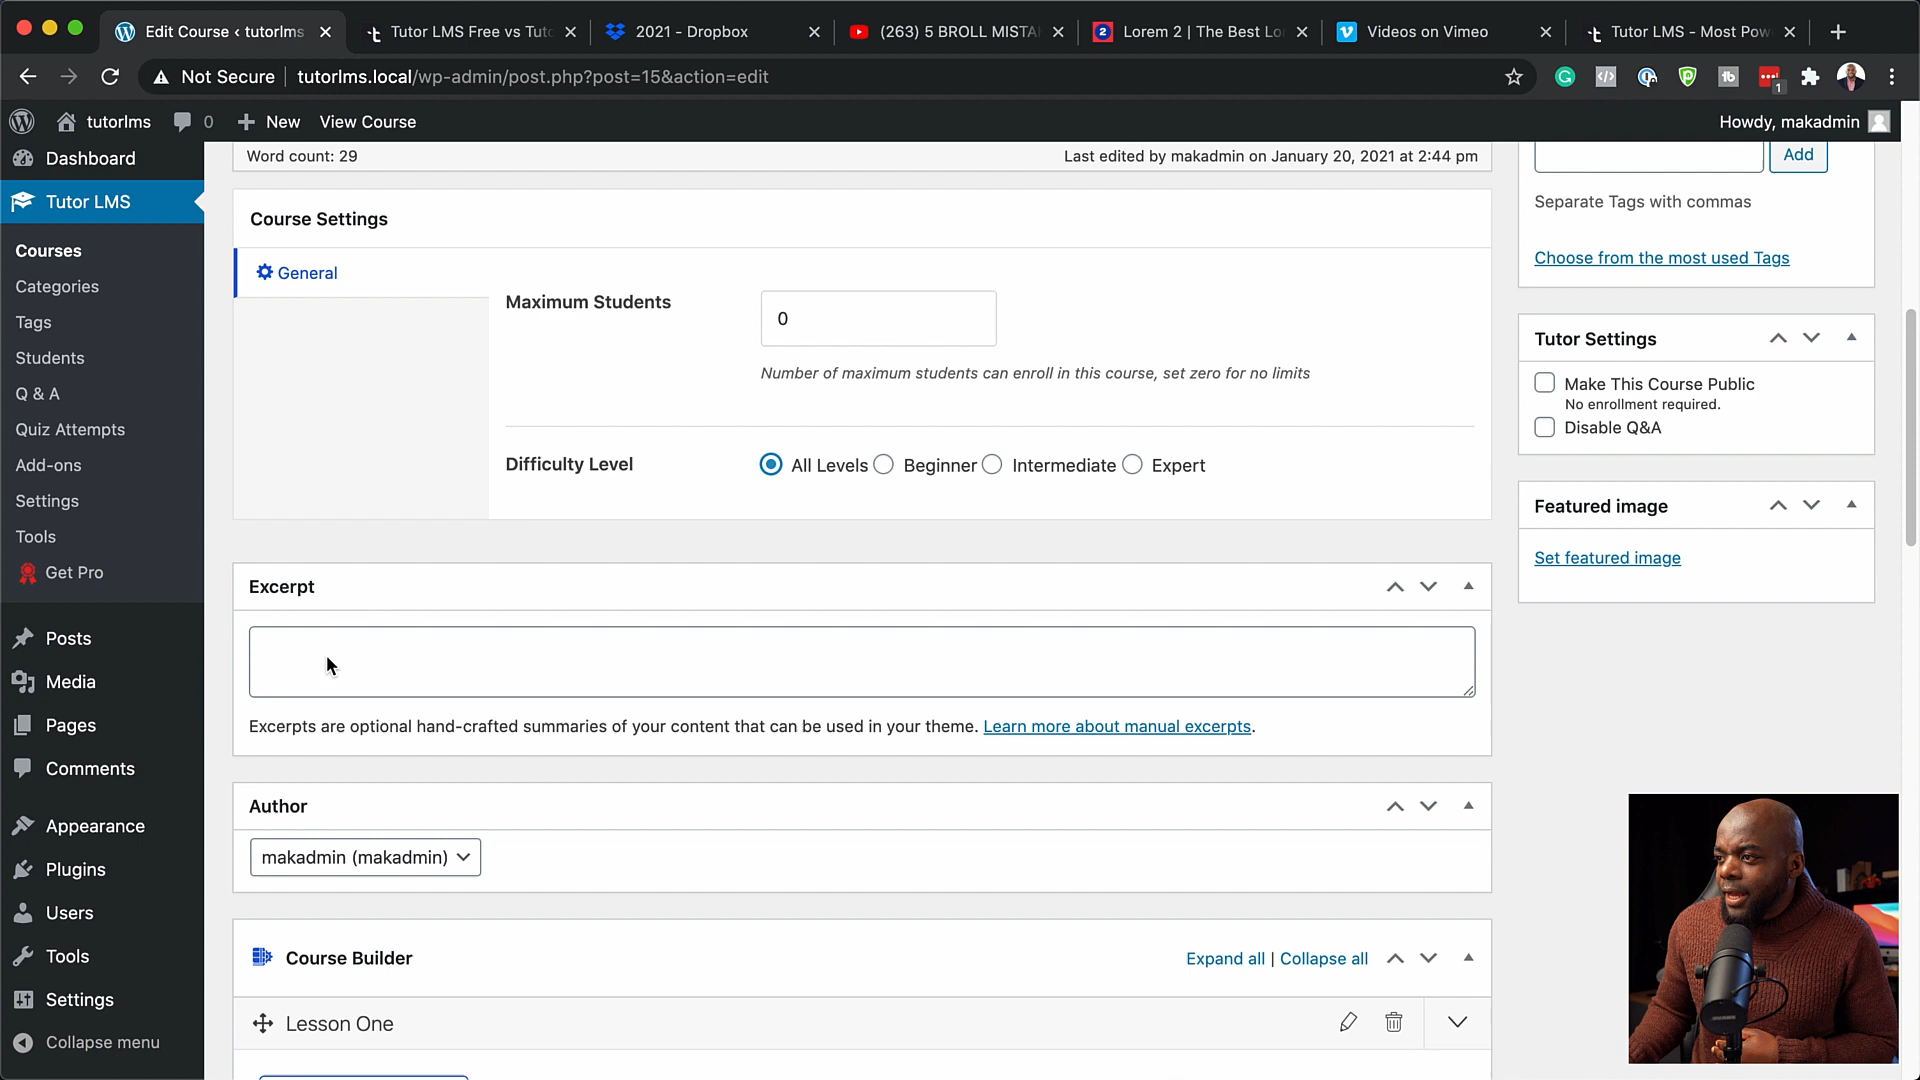 Edit Course ‹ tutorlms
Tutor LMS Free vs Tuto
2021 - Dropbox
(263) 5 BROLL MISTA
Lorem 2 | The Best Lo
Videos on Vimeo
Tutor LMS - Most Pow
Not Secure
tutorlms.local/wp-admin/post.php?post=15&action=edit
1
tutorlms
0
New
View Course
Howdy, makadmin
Dashboard
Tutor LMS
Courses
Categories
Tags
Students
Q & A
Quiz Attempts
Add-ons
Settings
Tools
Get Pro
Posts
Media
Pages
Comments
Appearance
Plugins
Users
Tools
Settings
Collapse menu
Word count: 29
Last edited by makadmin on January 20, 2021 at 2:44 pm
Course Settings
General
Maximum Students
0
Number of maximum students can enroll in this course, set zero for no limits
Difficulty Level
All Levels
Beginner
Intermediate
Expert
Excerpt
Excerpts are optional hand-crafted summaries of your content that can be used in your theme. Learn more about manual excerpts.
Author
makadmin (makadmin)
Course Builder
Expand all | Collapse all
Lesson One
Add
Separate Tags with commas
Choose from the most used Tags
Tutor Settings
Make This Course Public
No enrollment required.
Disable Q&A
Featured image
Set featured image